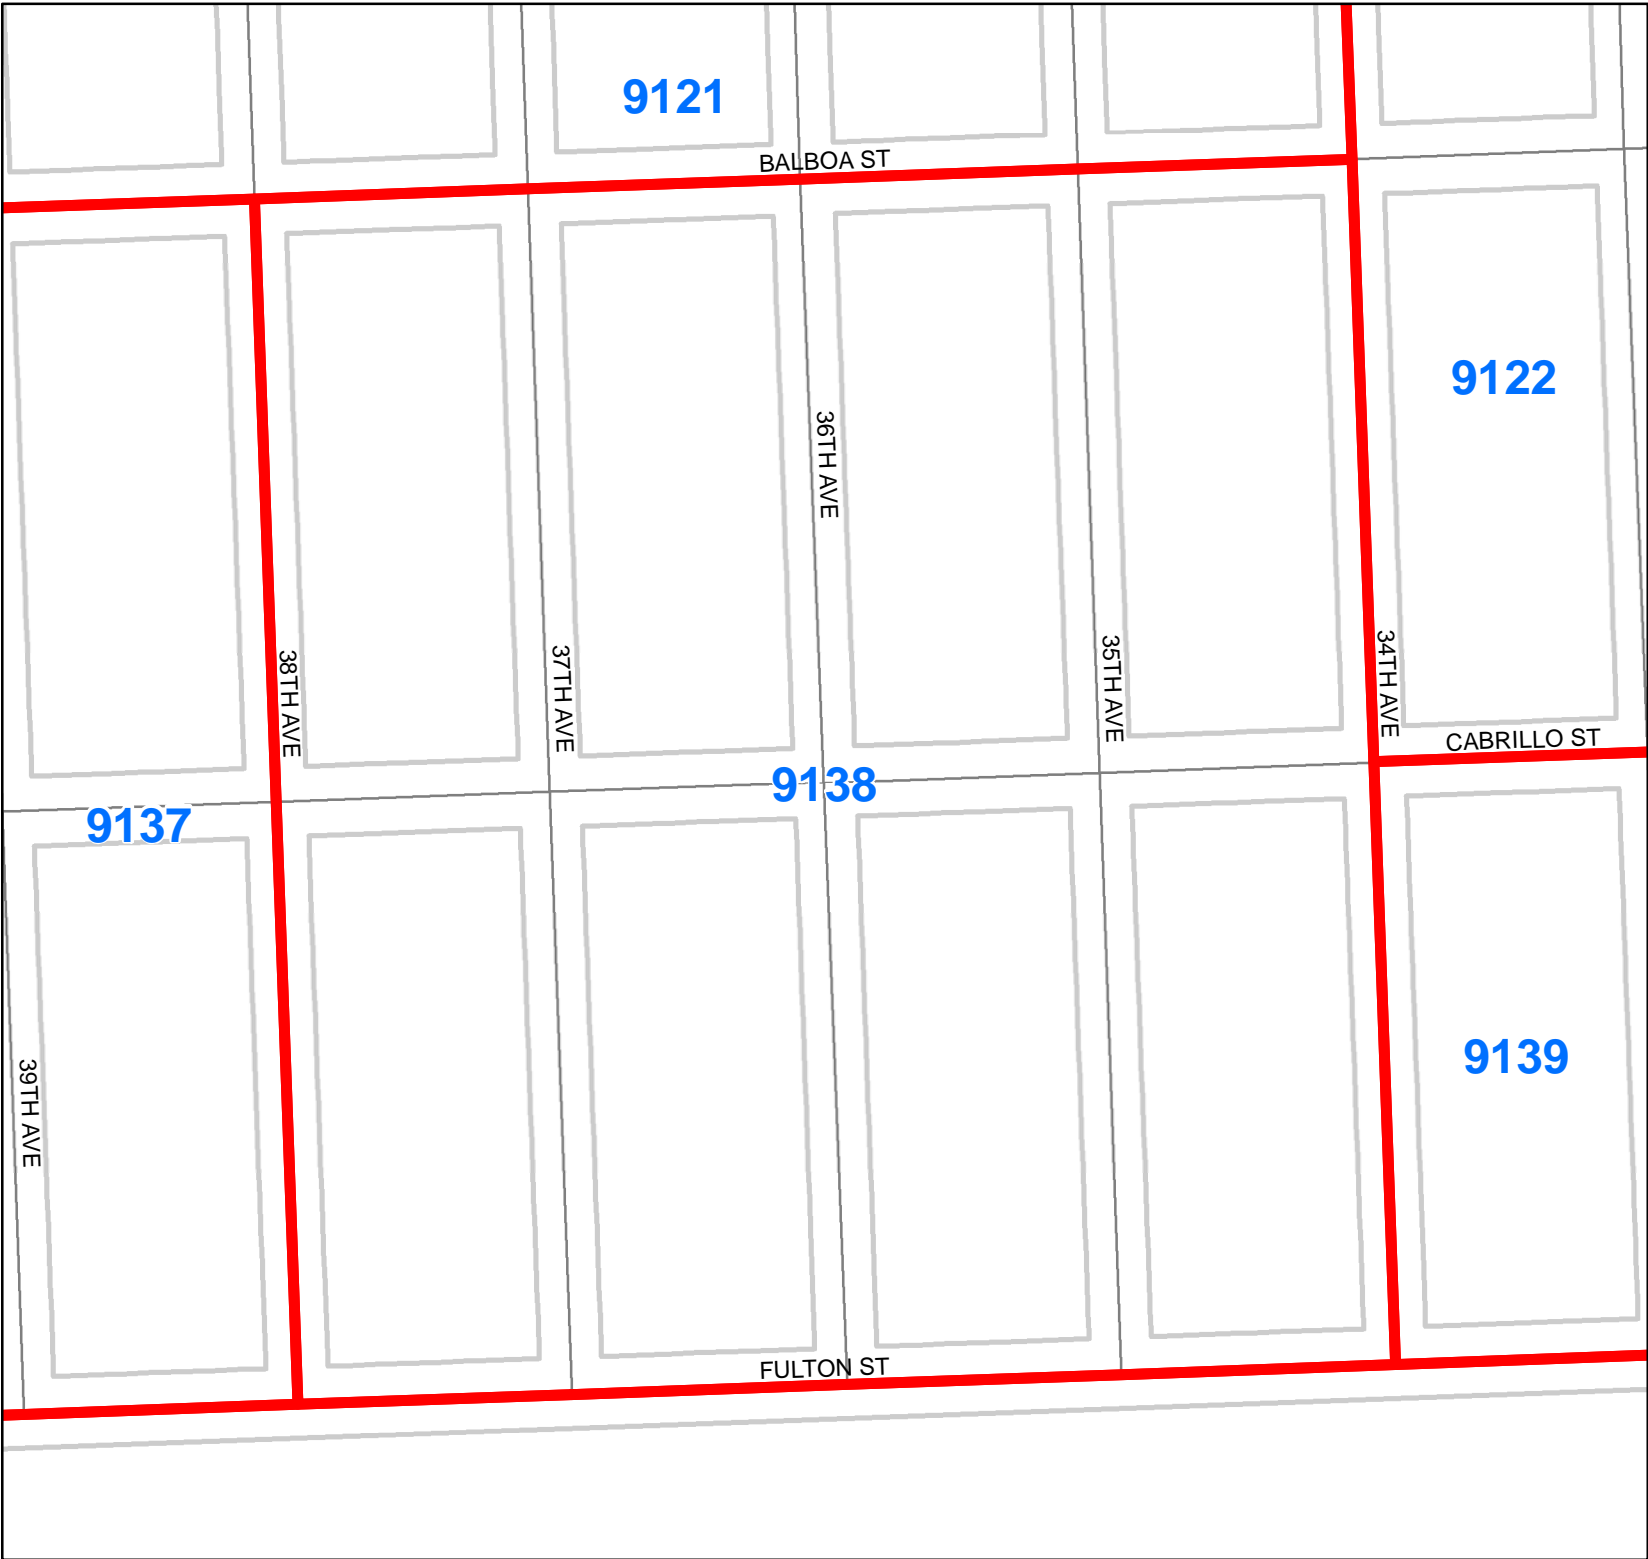 9121
BALBOA ST
9122
36TH AVE
38TH AVE
37TH AVE
35TH AVE
34TH AVE
CABRILLO ST
9138
9137
9139
39TH AVE
FULTON ST